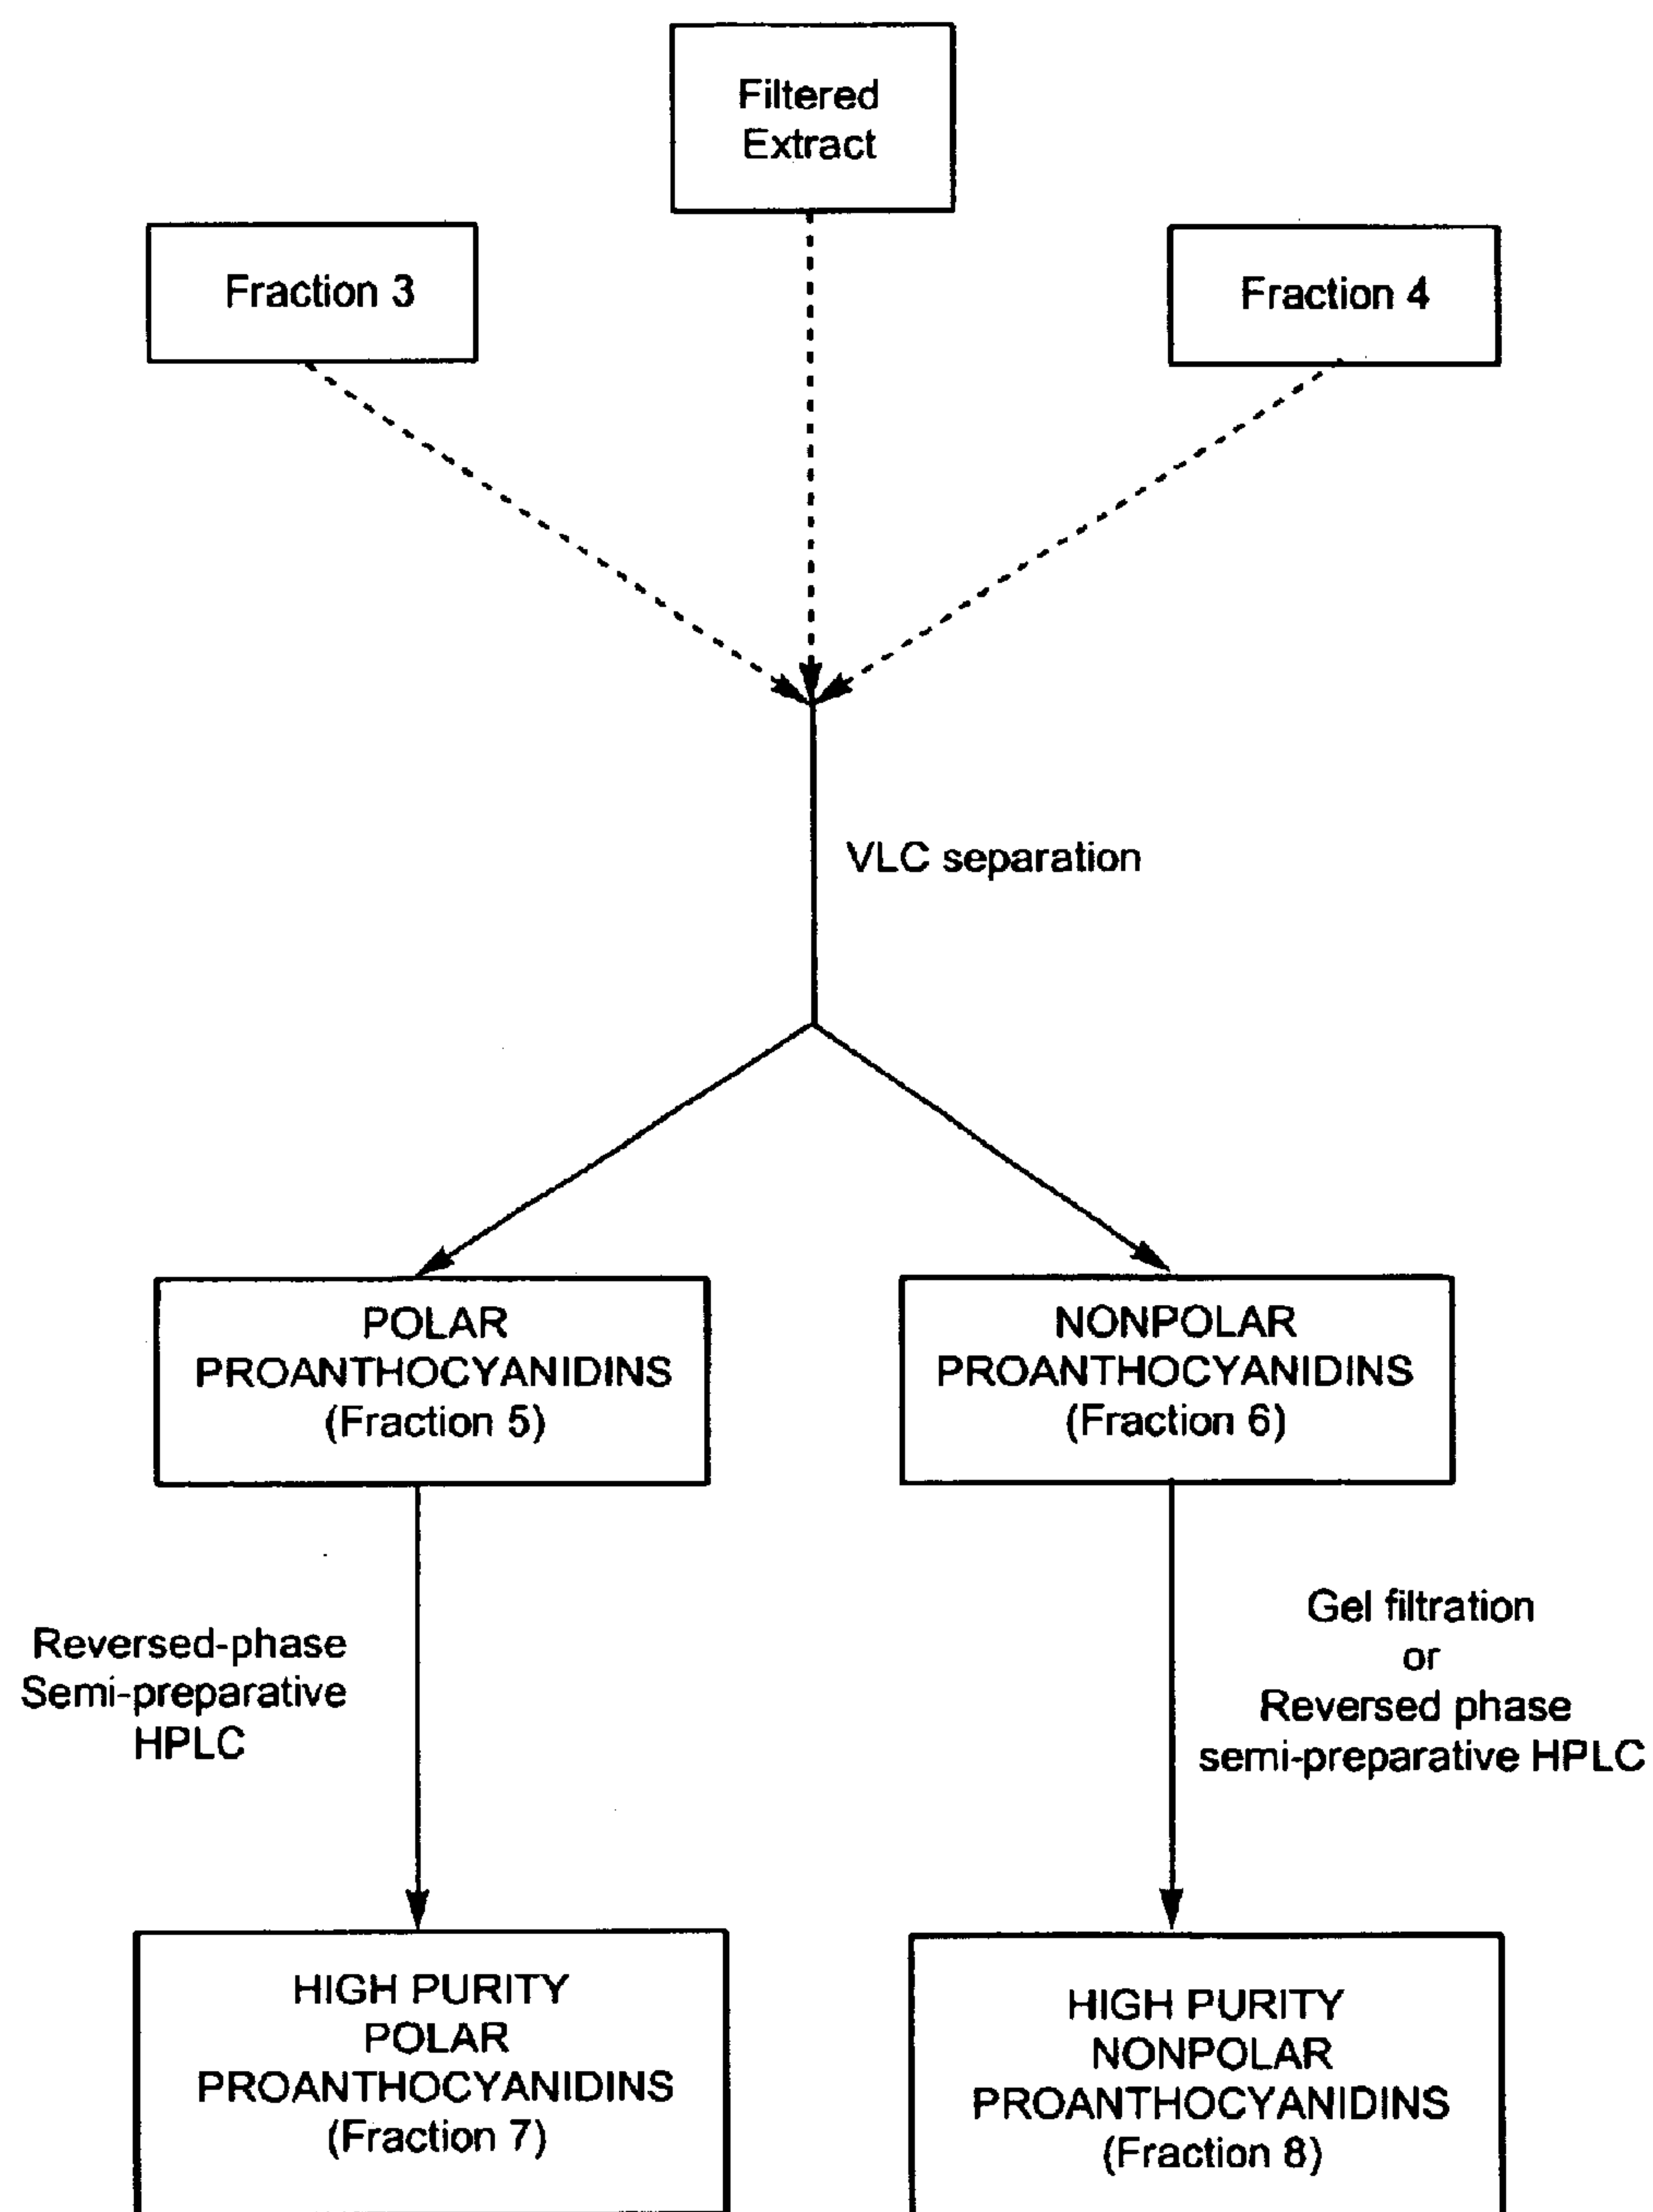 Filtered
Extract
Fraction 3
Fraction 4
VLC separation
POLAR
PROANTHOCYANIDINS
(Fraction 5)
NONPOLAR
PROANTHOCYANIDINS
(Fraction 6)
Reversed-phase
Semi-preparative
HPLC
Gel filtration
or
Reversed phase
semi-preparative HPLC
HIGH PURITY
POLAR
PROANTHOCYANIDINS
(Fraction 7)
HIGH PURITY
NONPOLAR
PROANTHOCYANIDINS
(Fraction 8)